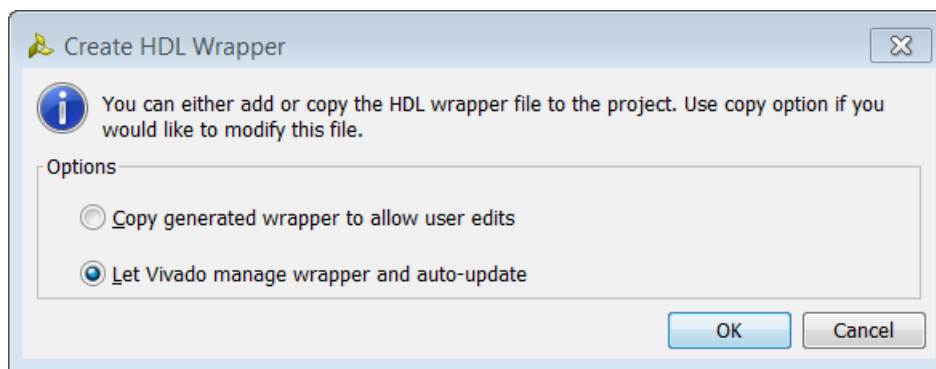 Create HDL Wrapper
You can either add or copy the HDL wrapper file to the project. Use copy option if you
would like to modify this file.
Options
Copy generated wrapper to allow user edits
Let Vivado manage wrapper and auto-update
OK
Cancel